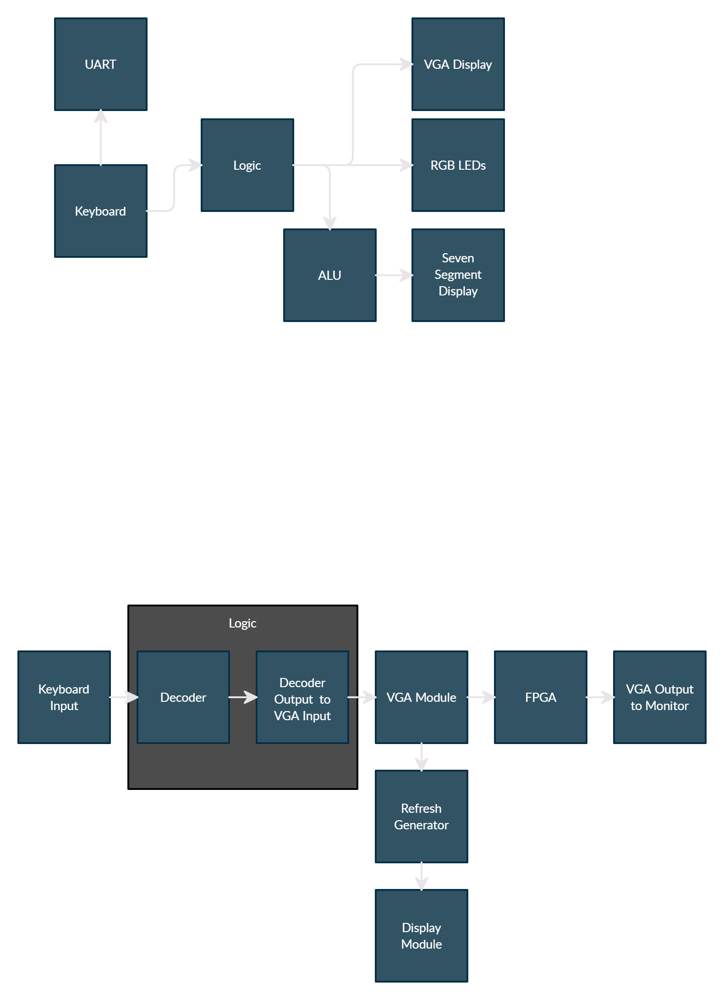 UART
VGA Display
Logic
RGB LEDs
Keyboard
ALU
Seven
Segment
Display
Logic
Keyboard
Input
Decoder
Decoder
Output to
VGA Input
VGA Module
FPGA
VGA Output
to Monitor
Refresh
Generator
Display
Module